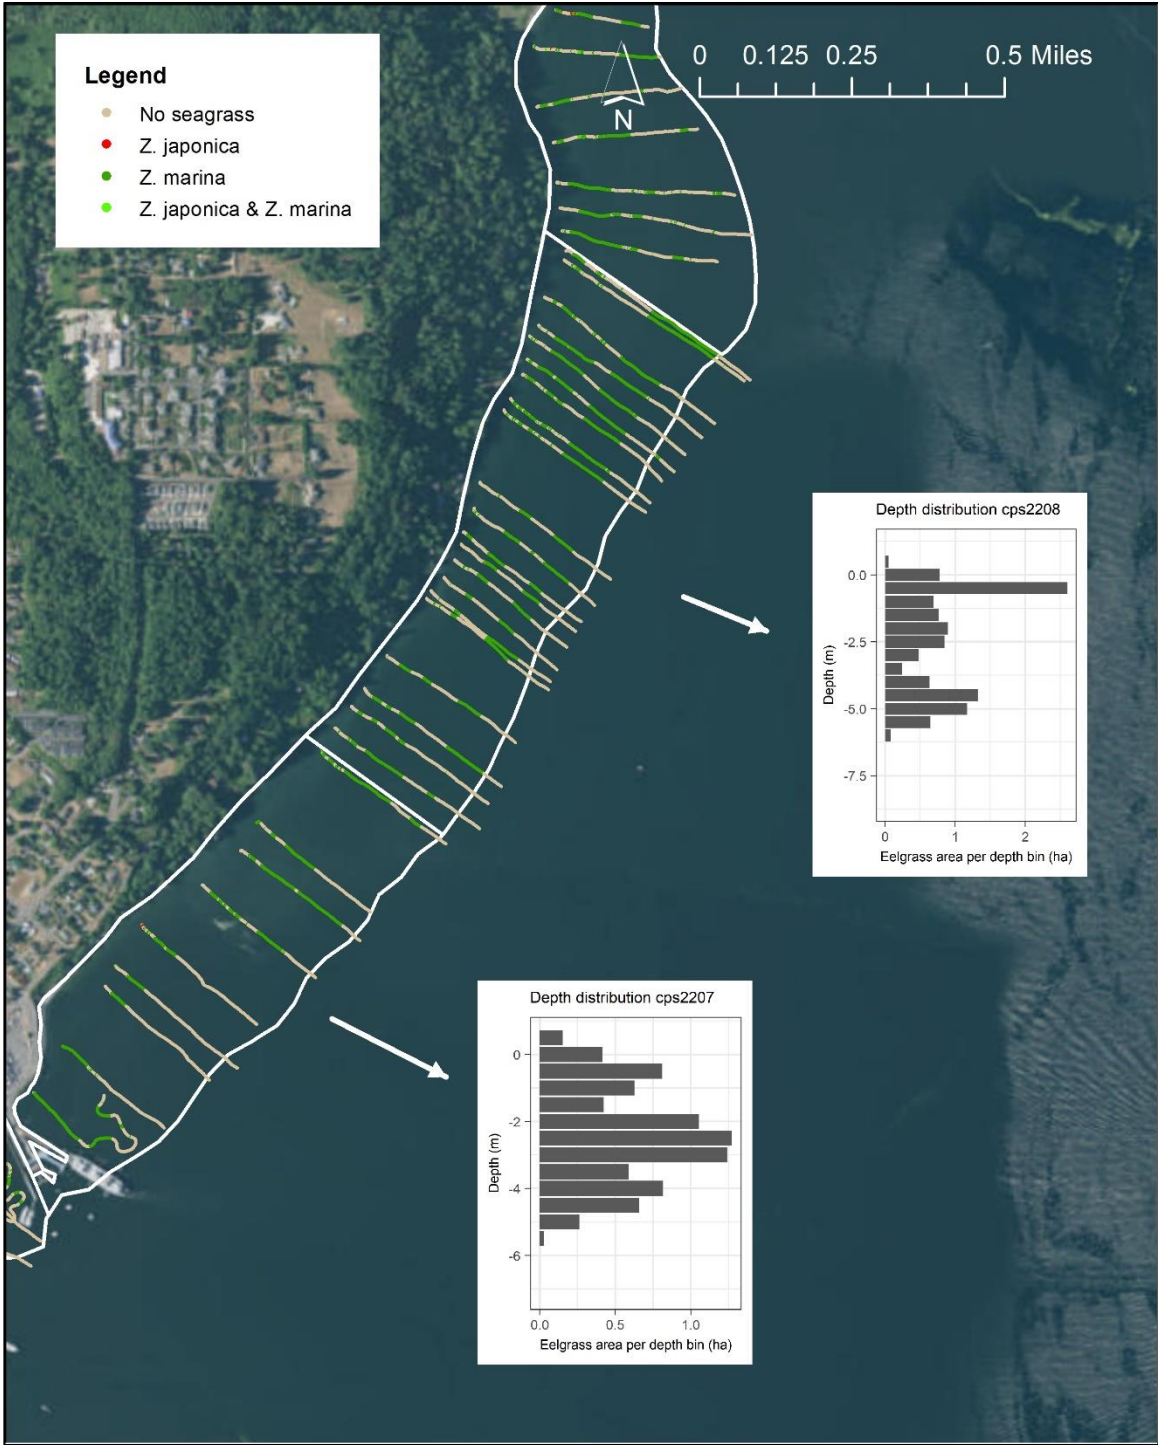 Legend
No seagrass
Z. japonica
Z. marina
Z. japonica & Z. marina
0 0.125 0.25 0.5 Miles
N
Depth distribution cps2208
Depth (m)
0.0
-2.5
-5.0
-7.5
0 1 2
Eelgrass area per depth bin (ha)
Depth distribution cps2207
Depth (m)
0
-2
-4
-6
0.0 0.5 1.0
Eelgrass area per depth bin (ha)